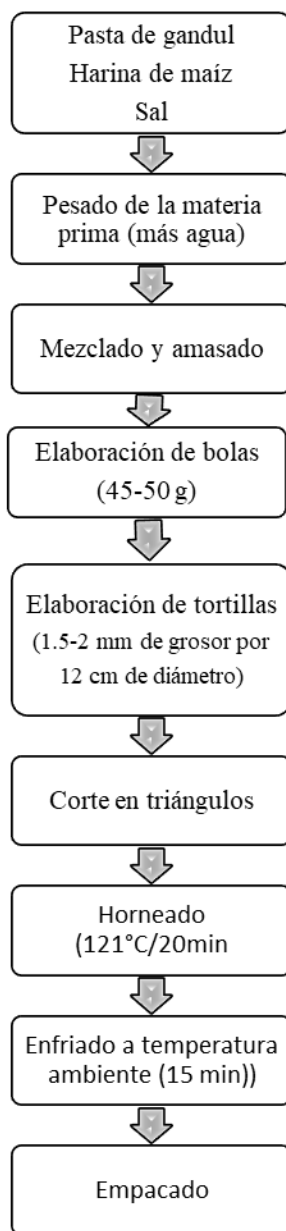 Pasta de gandul
Harina de maíz
Sal
Pesado de la materia
prima (más agua)
Mezclado y amasado
Elaboración de bolas
(45-50 g)
Elaboración de tortillas
(1.5-2 mm de grosor por
12 cm de diámetro)
Corte en triángulos
Horneado
(121°C/20min
Enfriado a temperatura
ambiente (15 min))
Empacado